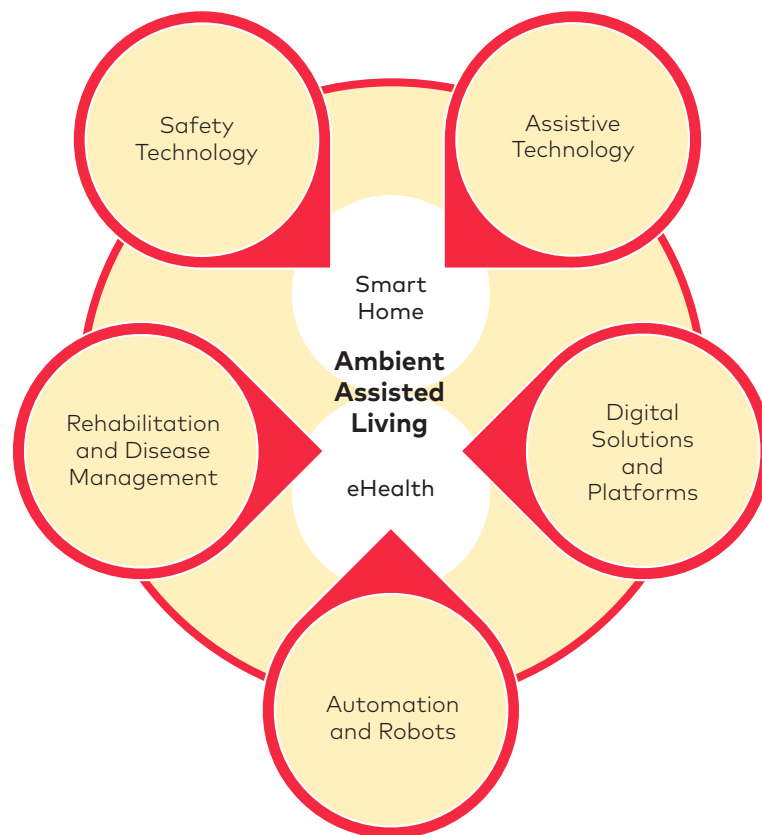 Safety
Technology
Assistive
Technology
Smart
Home
Ambient
Assisted
Living
eHealth
Rehabilitation
and Disease
Management
Digital
Solutions
and
Platforms
Automation
and Robots